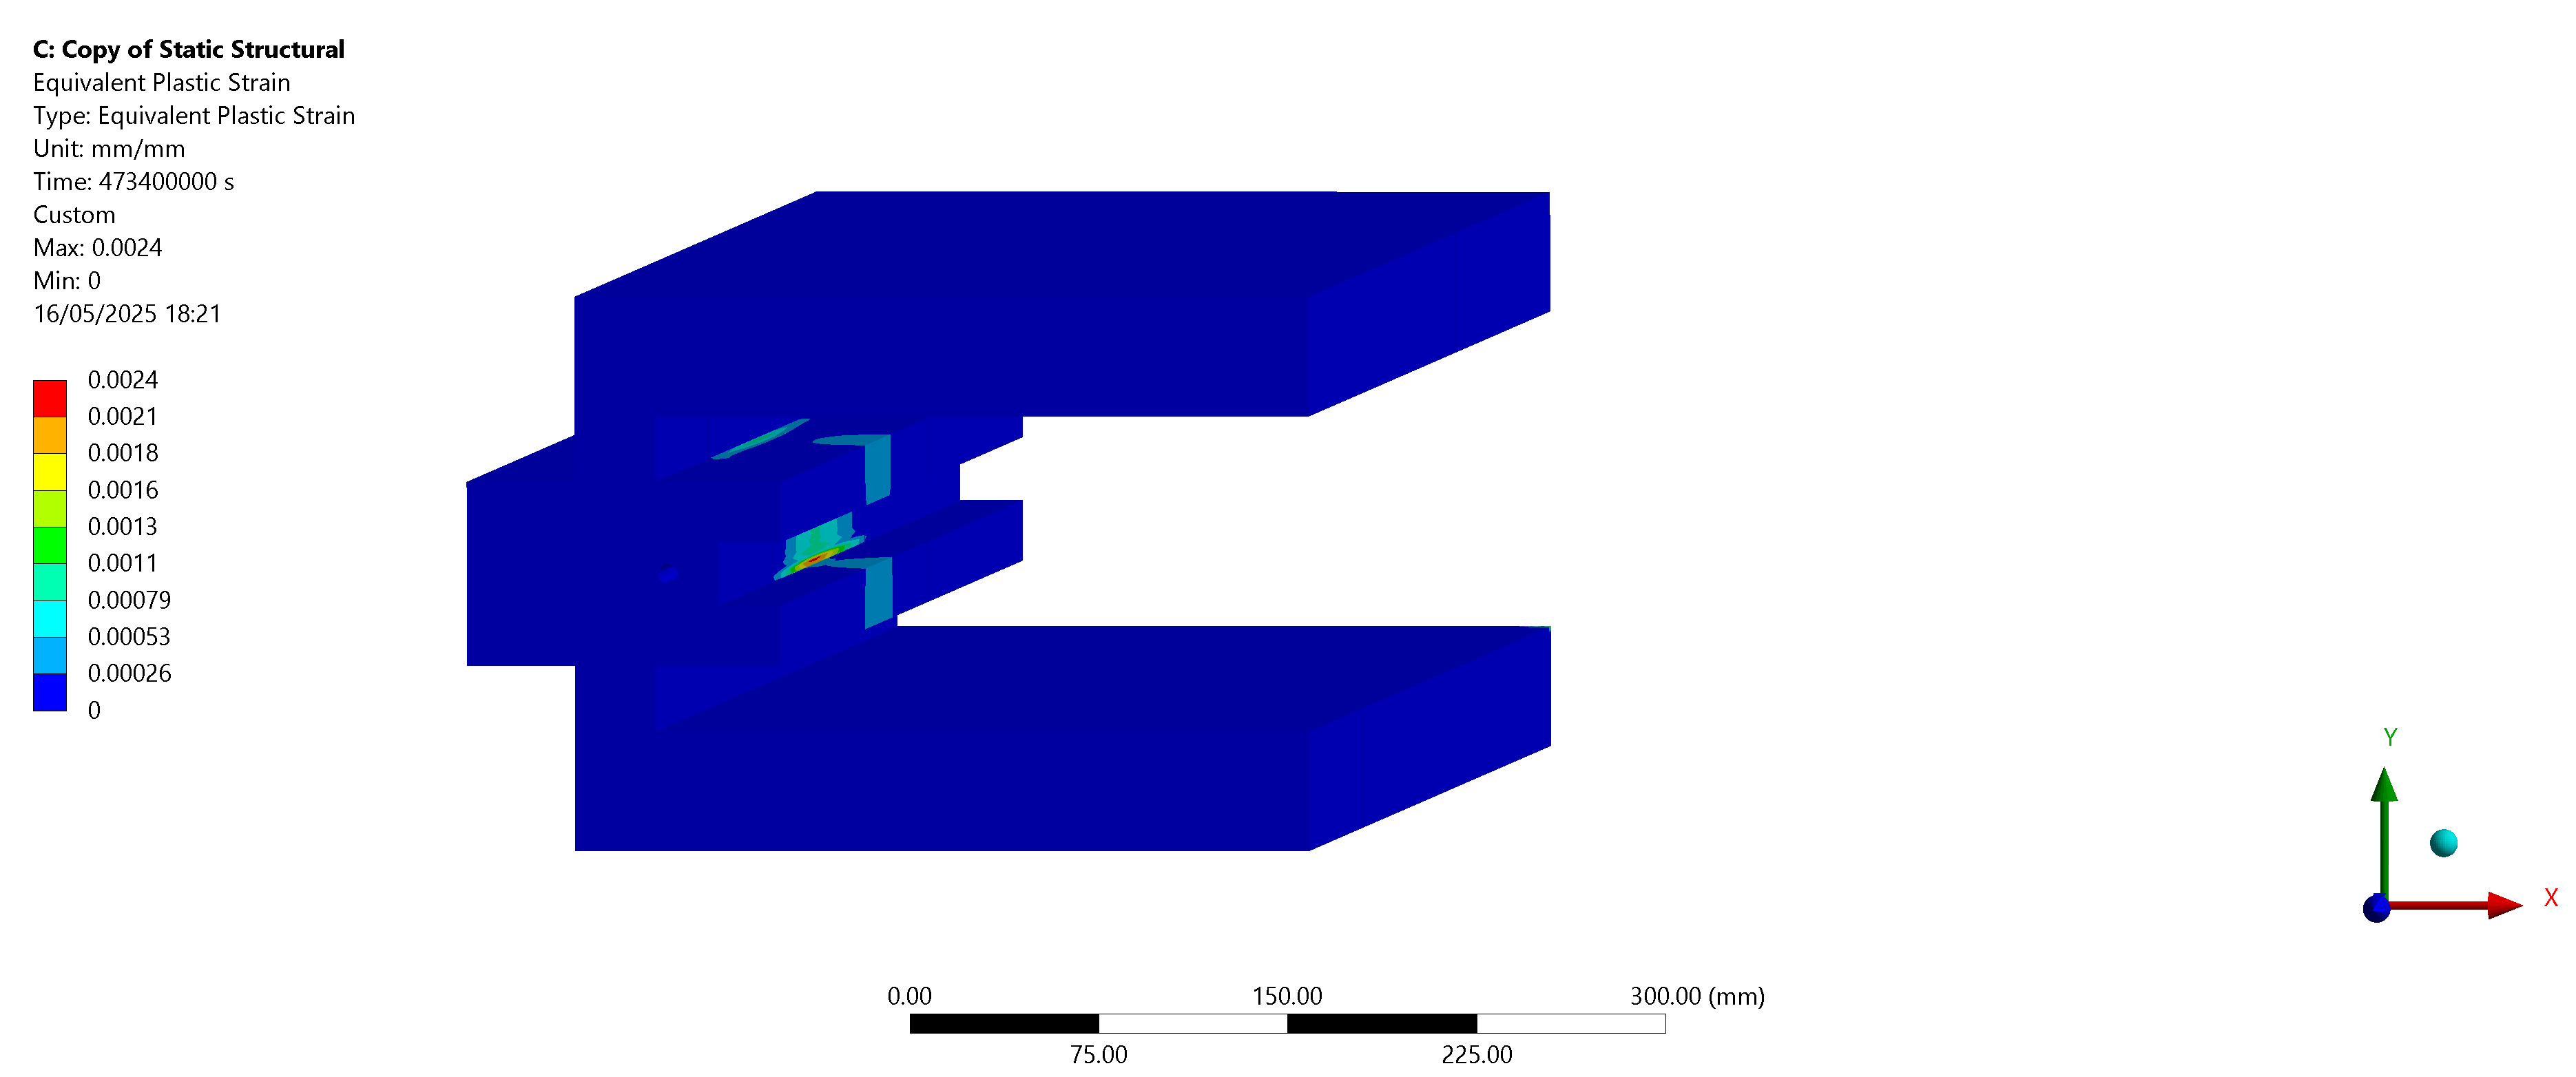 C: Copy of Static Structural
Equivalent Plastic Strain
Type: Equivalent Plastic Strain
Unit: mm/mm
Time: 473400000 s
Custom
Max: 0.0024
Min: 0
16/05/2025 18:21
0.0024
0.0021
0.0018
0.0016
0.0013
0.0011
0.00079
0.00053
0.00026
0
Y
X
0.00 150.00 300.00 (mm)
75.00 225.00